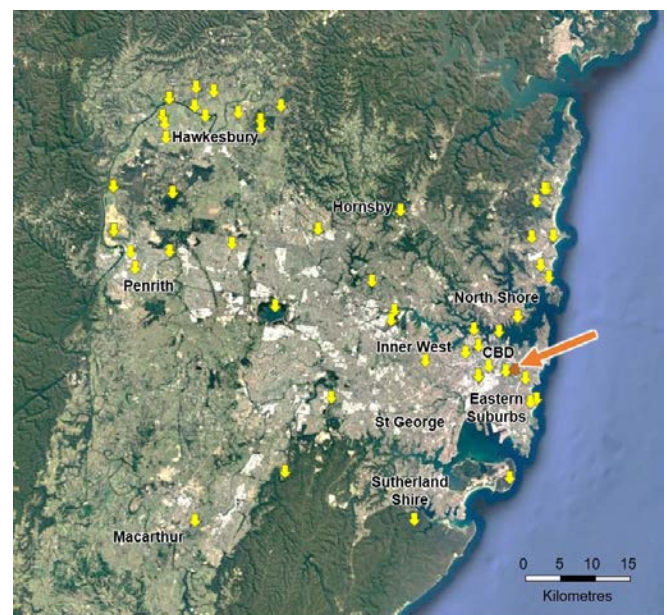 Hawkesbury
Hornsby
Penrith
North Shore
Inner West
CBD
Eastern
Suburbs
St George
Sutherland
Shire
Macarthur
0 5 10 15
Kilometres